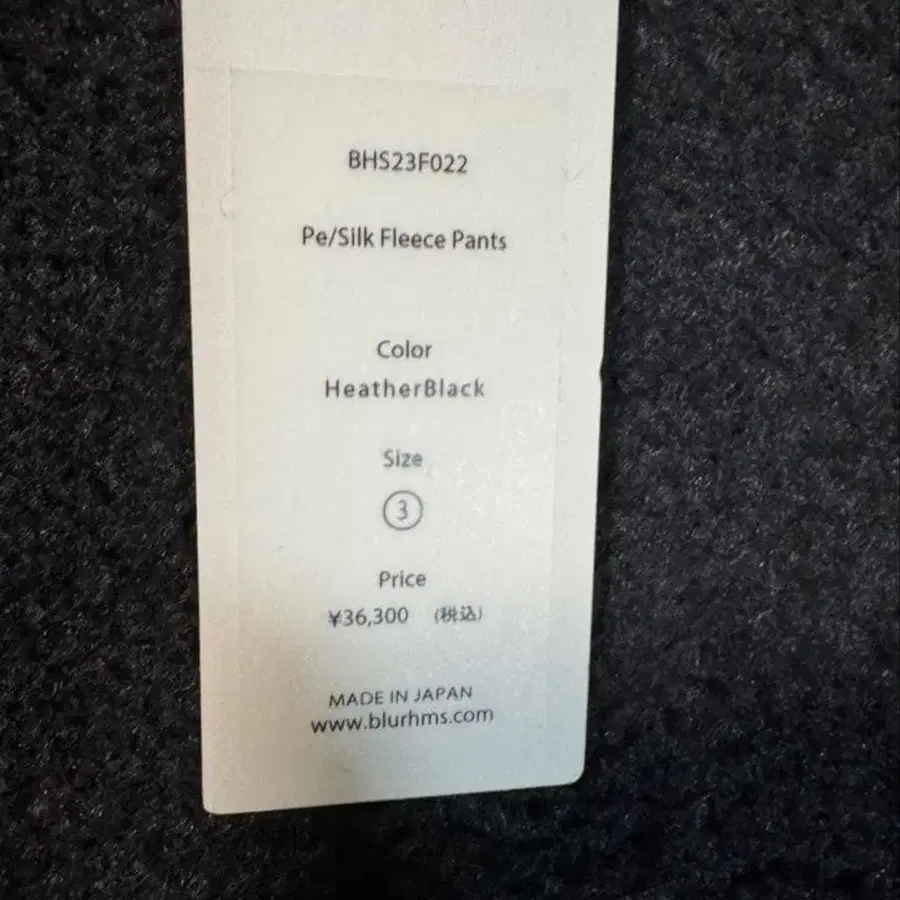 BHS23F022
Pe/Silk Fleece Pants
Color
HeatherBlack
Size
③
Price
¥36,300 (税込)
MADE IN JAPAN
www.blurhms.com